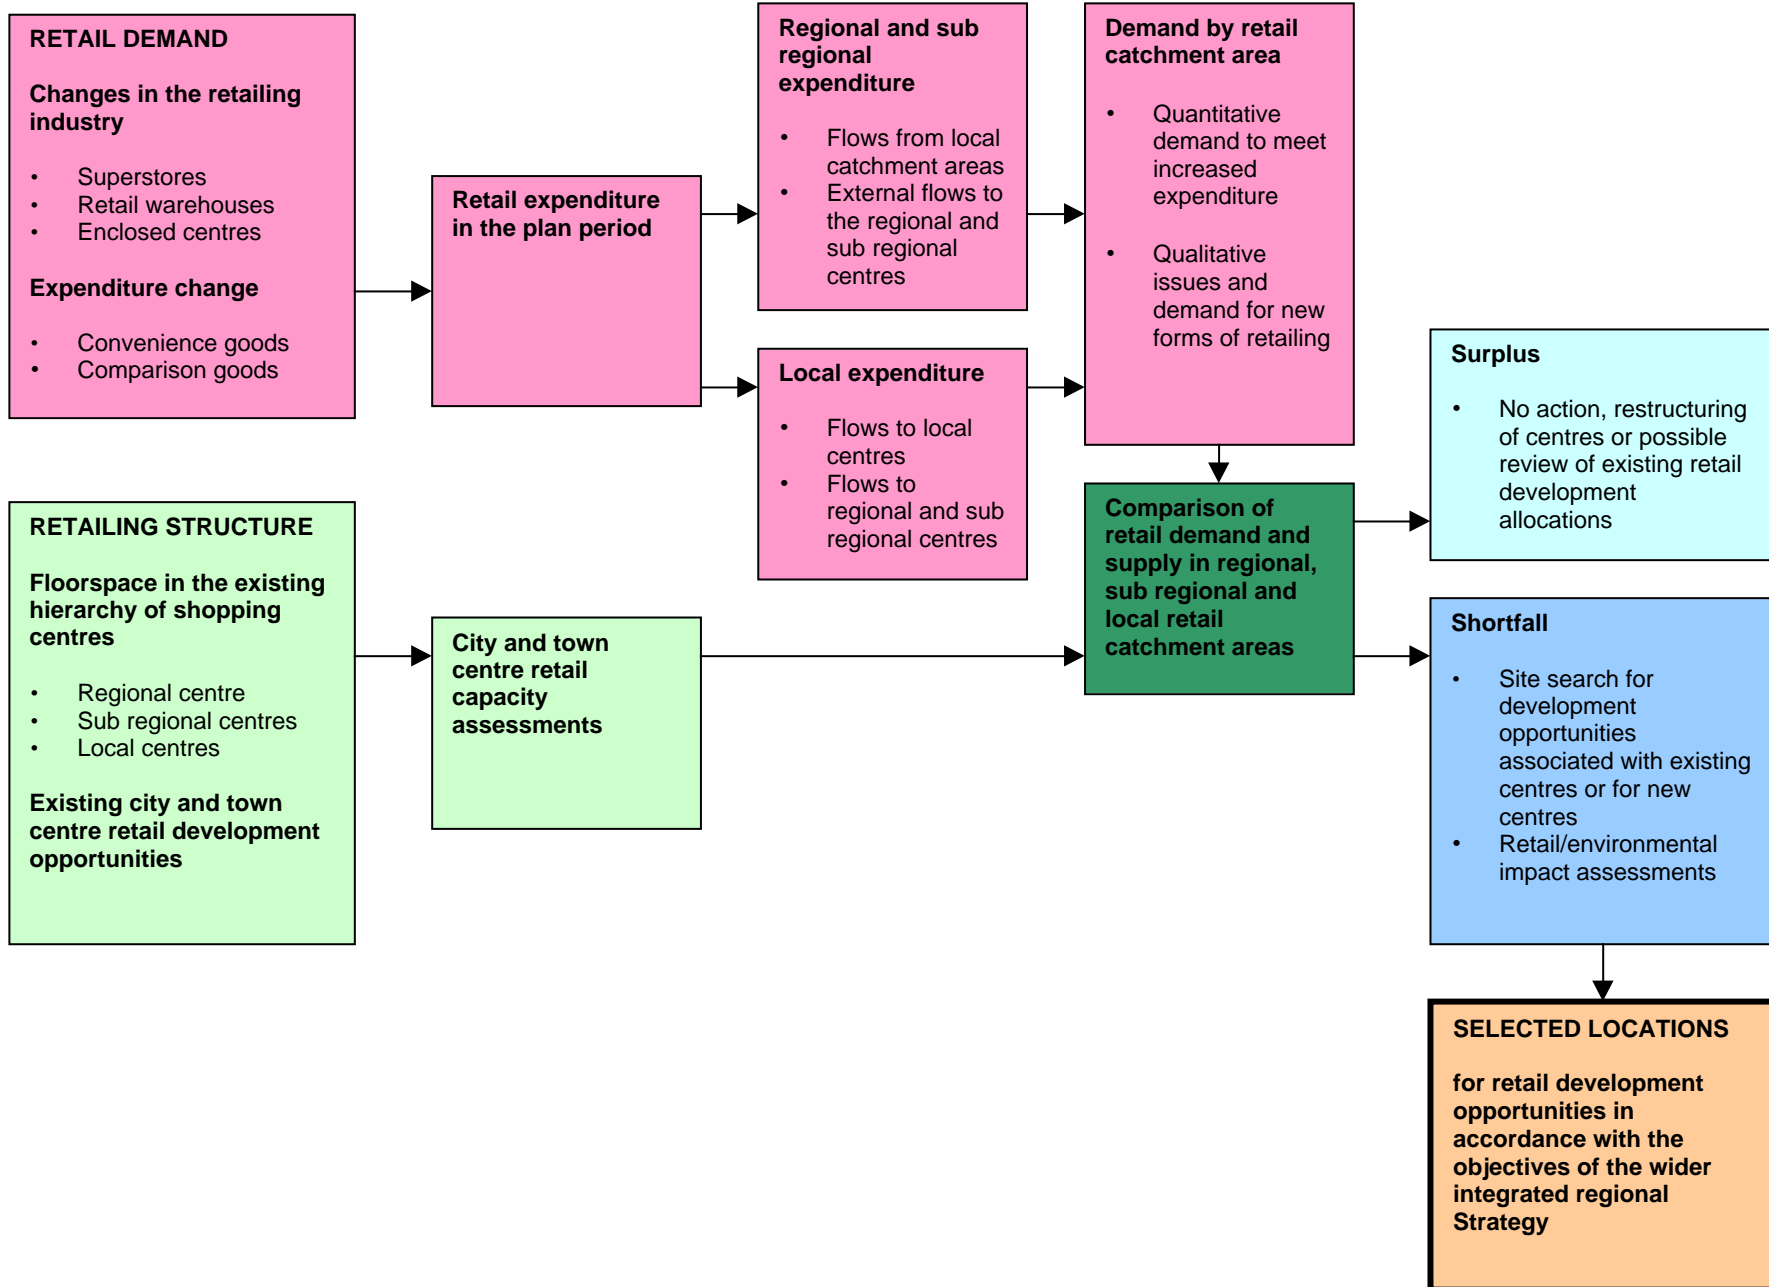 RETAIL DEMAND
Changes in the retailing
industry
• Superstores
• Retail warehouses
• Enclosed centres
Expenditure change
• Convenience goods
• Comparison goods
Retail expenditure
in the plan period
Regional and sub
regional
expenditure
• Flows from local
catchment areas
• External flows to
the regional and
sub regional
centres
Local expenditure
• Flows to local
centres
• Flows to
regional and sub
regional centres
Demand by retail
catchment area
• Quantitative
demand to meet
increased
expenditure
• Qualitative
issues and
demand for new
forms of retailing
RETAILING STRUCTURE
Floorspace in the existing
hierarchy of shopping
centres
• Regional centre
• Sub regional centres
• Local centres
Existing city and town
centre retail development
opportunities
City and town
centre retail
capacity
assessments
Comparison of
retail demand and
supply in regional,
sub regional and
local retail
catchment areas
Surplus
• No action, restructuring
of centres or possible
review of existing retail
development
allocations
Shortfall
• Site search for
development
opportunities
associated with existing
centres or for new
centres
• Retail/environmental
impact assessments
SELECTED LOCATIONS
for retail development
opportunities in
accordance with the
objectives of the wider
integrated regional
Strategy